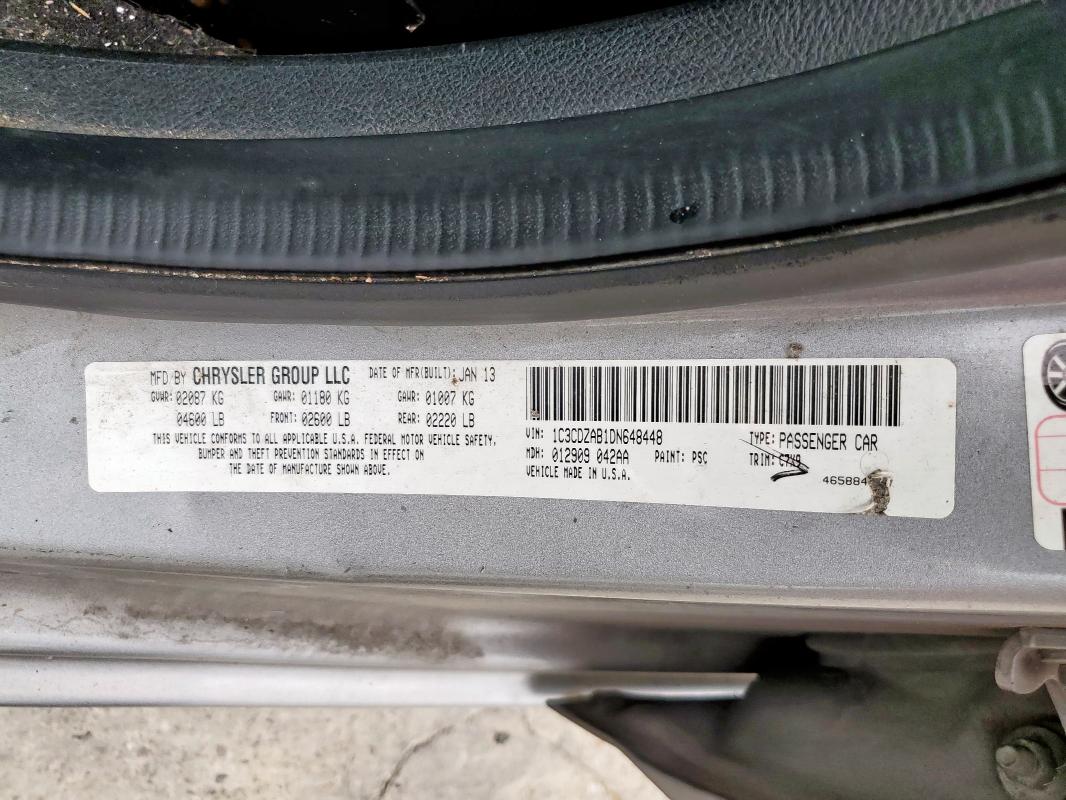 MFD BY CHRYSLER GROUP LLC DATE OF MFR(BUILT): JAN 13
GVWR: 02087 KG GAWR: 01180 KG GAWR: 01007 KG
04600 LB FRONT: 02600 LB REAR: 02220 LB
THIS VEHICLE CONFORMS TO ALL APPLICABLE U.S.A. FEDERAL MOTOR VEHICLE SAFETY,
BUMPER AND THEFT PREVENTION STANDARDS IN EFFECT ON
THE DATE OF MANUFACTURE SHOWN ABOVE.
VIN: 1C3CDZAB1DN648448 TYPE: PASSENGER CAR
MDH: 012909 042AA PAINT: PSC TRIM: C7X9
VEHICLE MADE IN U.S.A.